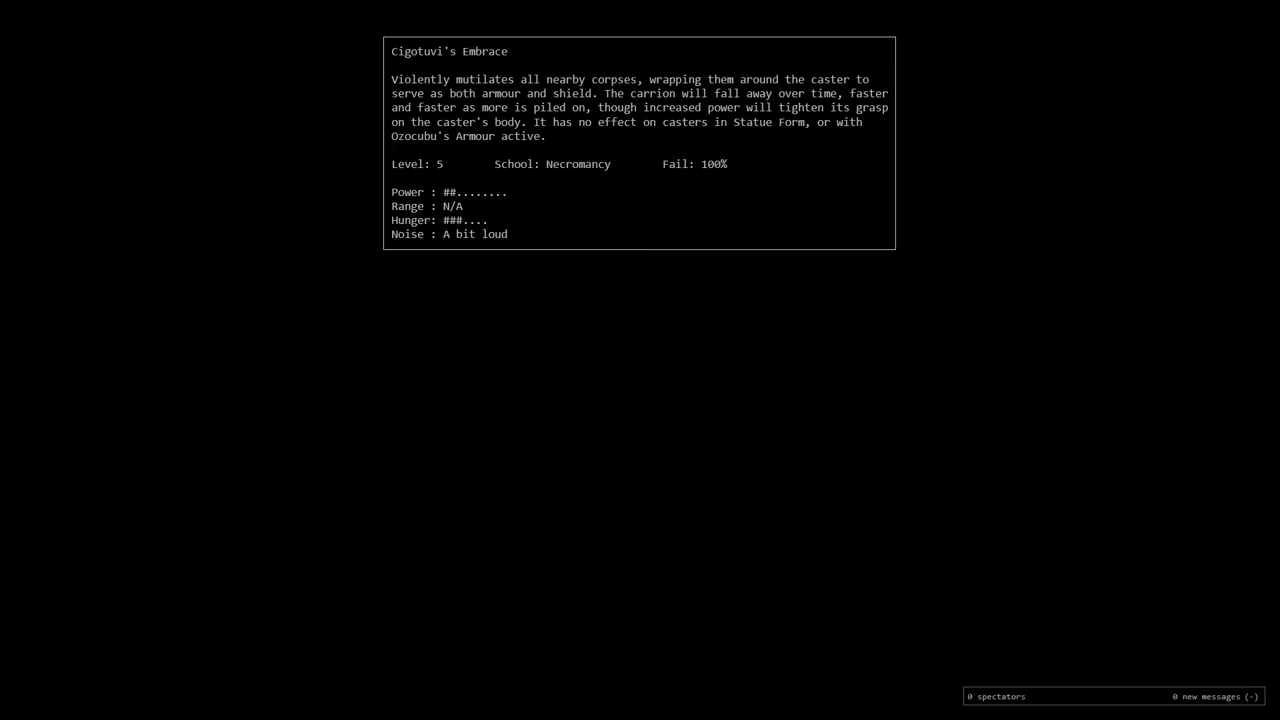 Cigotuvi's Embrace
Violently mutilates all nearby corpses, wrapping them around the caster to
serve as both armour and shield. The carrion will fall away over time, faster
and faster as more is piled on, though increased power will tighten its grasp
on the caster's body. It has no effect on casters in Statue Form, or with
Ozocubu's Armour active.
Level: 5 School: Necromancy Fail: 100%
Power : ##........
Range : N/A
Hunger: ###....
Noise : A bit loud
0 spectators 0 new messages (-)